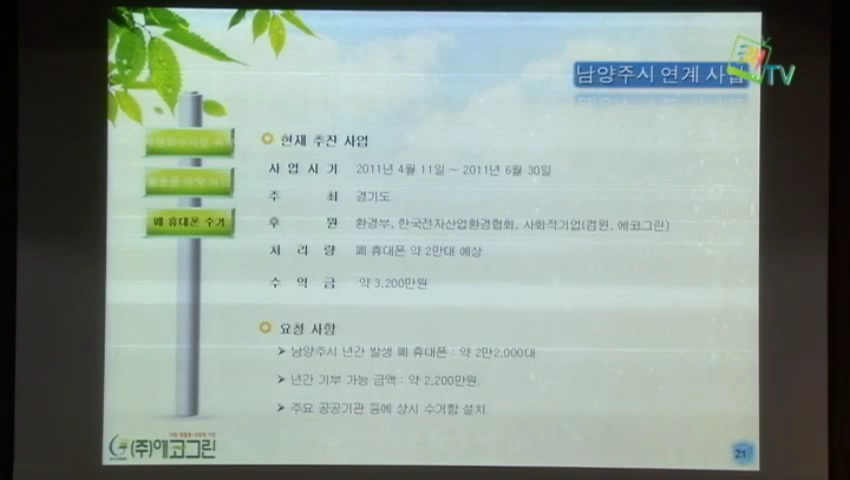 남양주시 연계 사업
TV
현재 추진 사업
사 업 시 기 2011년 4월 11일 ~ 2011년 6월 30일
주 최 경기도
폐 휴대폰 수거
후 원 환경부, 한국전자산업환경협회, 사회적기업(컴윈, 에코그린)
처 리 량 폐 휴대폰 약 2만대 예상
수 익 금 약 3,200만원
요청 사항
➢ 남양주시 년간 발생 폐 휴대폰 : 약 2만2,000대
➢ 년간 기부 가능 금액 : 약 2,200만원.
➢ 주요 공공기관 등에 상시 수거함 설치.
(주)에코그린
21